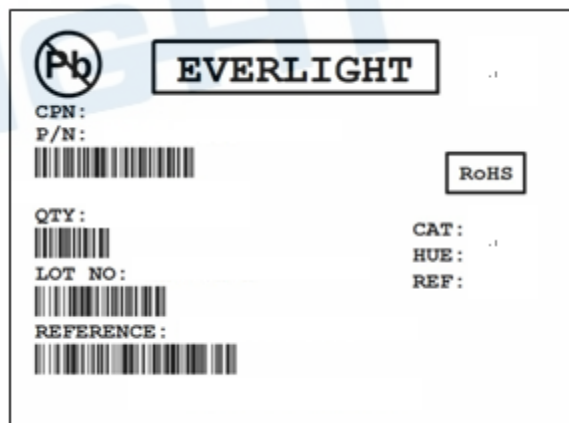 Pb
EVERLIGHT
CPN:
P/N:
RoHS
QTY:
CAT:
LOT NO:
HUE:
REF:
REFERENCE: